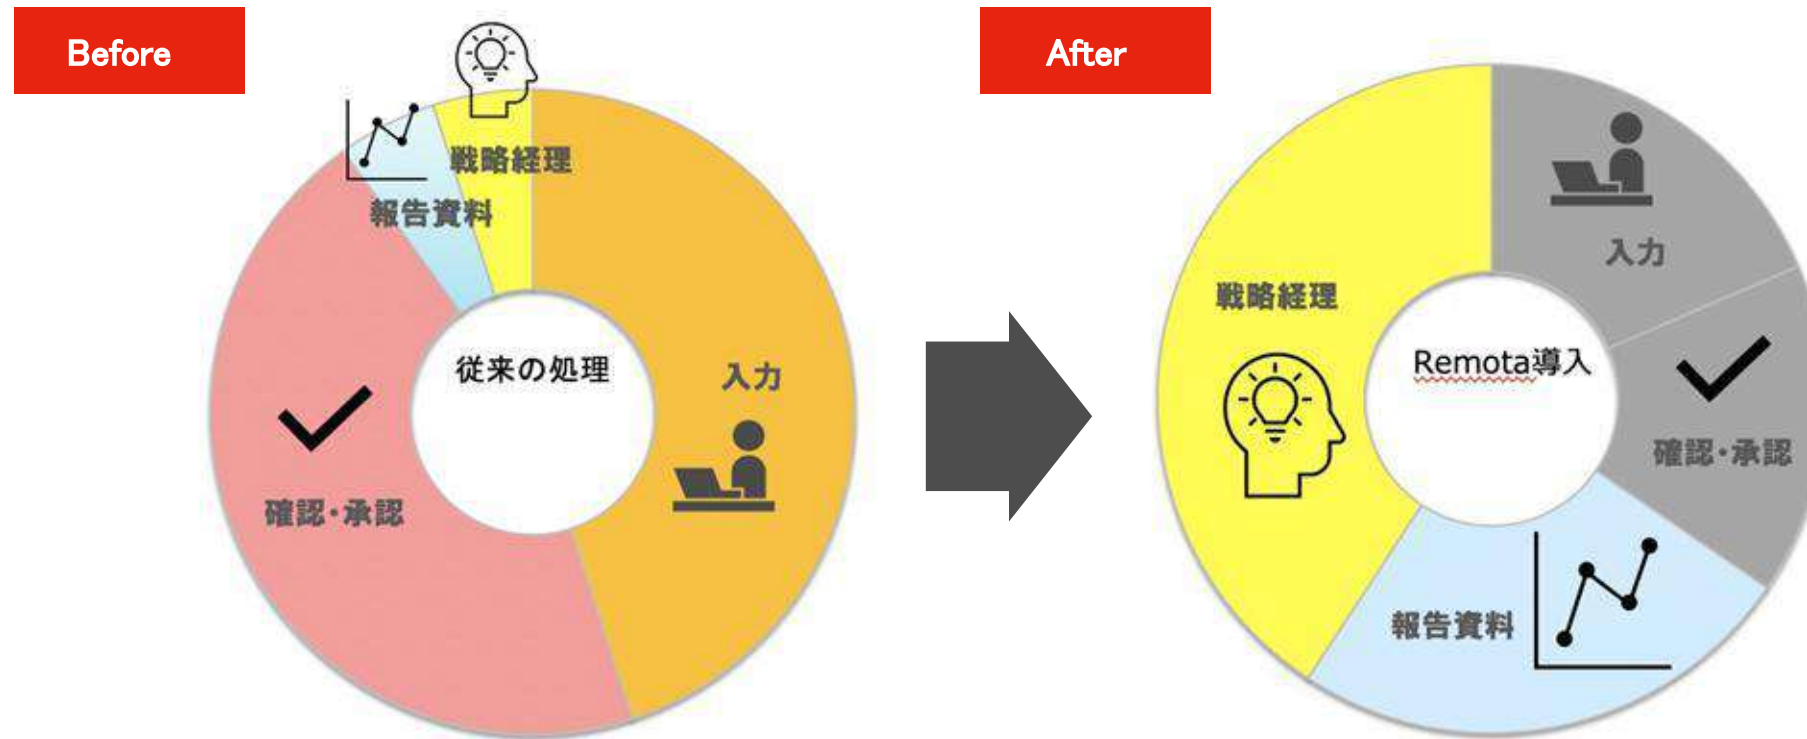 Before
戦略経理
報告資料
従来の処理
入力
確認・承認
After
入力
戦略経理
Remota導入
確認・承認
報告資料